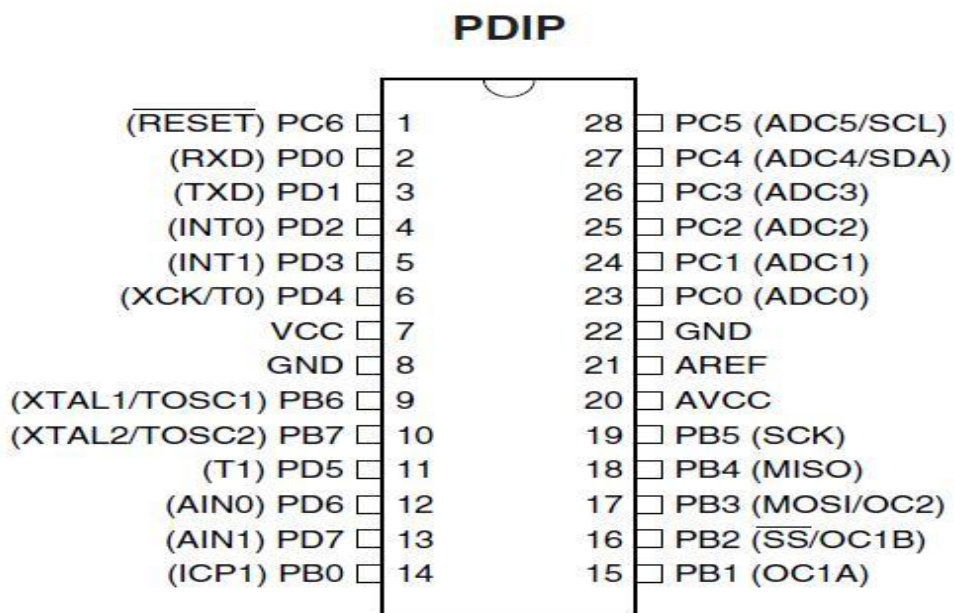 PDIP
(RESET) PC6 1 28 PC5 (ADC5/SCL)
(RXD) PD0 2 27 PC4 (ADC4/SDA)
(TXD) PD1 3 26 PC3 (ADC3)
(INT0) PD2 4 25 PC2 (ADC2)
(INT1) PD3 5 24 PC1 (ADC1)
(XCK/T0) PD4 6 23 PC0 (ADC0)
VCC 7 22 GND
GND 8 21 AREF
(XTAL1/TOSC1) PB6 9 20 AVCC
(XTAL2/TOSC2) PB7 10 19 PB5 (SCK)
(T1) PD5 11 18 PB4 (MISO)
(AIN0) PD6 12 17 PB3 (MOSI/OC2)
(AIN1) PD7 13 16 PB2 (SS/OC1B)
(ICP1) PB0 14 15 PB1 (OC1A)